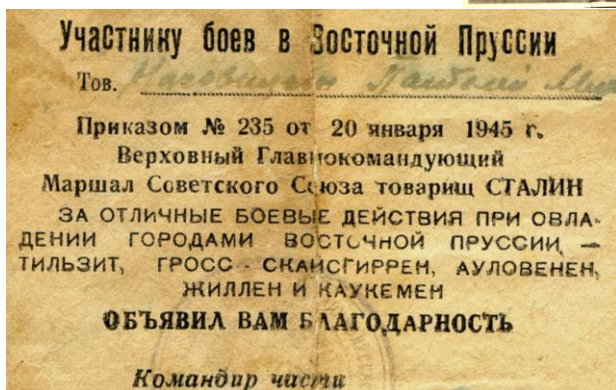 Участнику боев в Восточной Пруссии
Тов.
Приказом № 235 от 20 января 1945 г.
Верховный Главнокомандующий
Маршал Советского Союза товарищ СТАЛИН
ЗА ОТЛИЧНЫЕ БОЕВЫЕ ДЕЙСТВИЯ ПРИ ОВЛА-
ДЕНИИ ГОРОДАМИ ВОСТОЧНОЙ ПРУССИИ —
ТИЛЬЗИТ, ГРОСС-СКАИСГИРРЕН, АУЛОВЕНЕН,
ЖИЛЛЕН И КАУКЕМЕН
ОБЪЯВИЛ ВАМ БЛАГОДАРНОСТЬ
Командир части